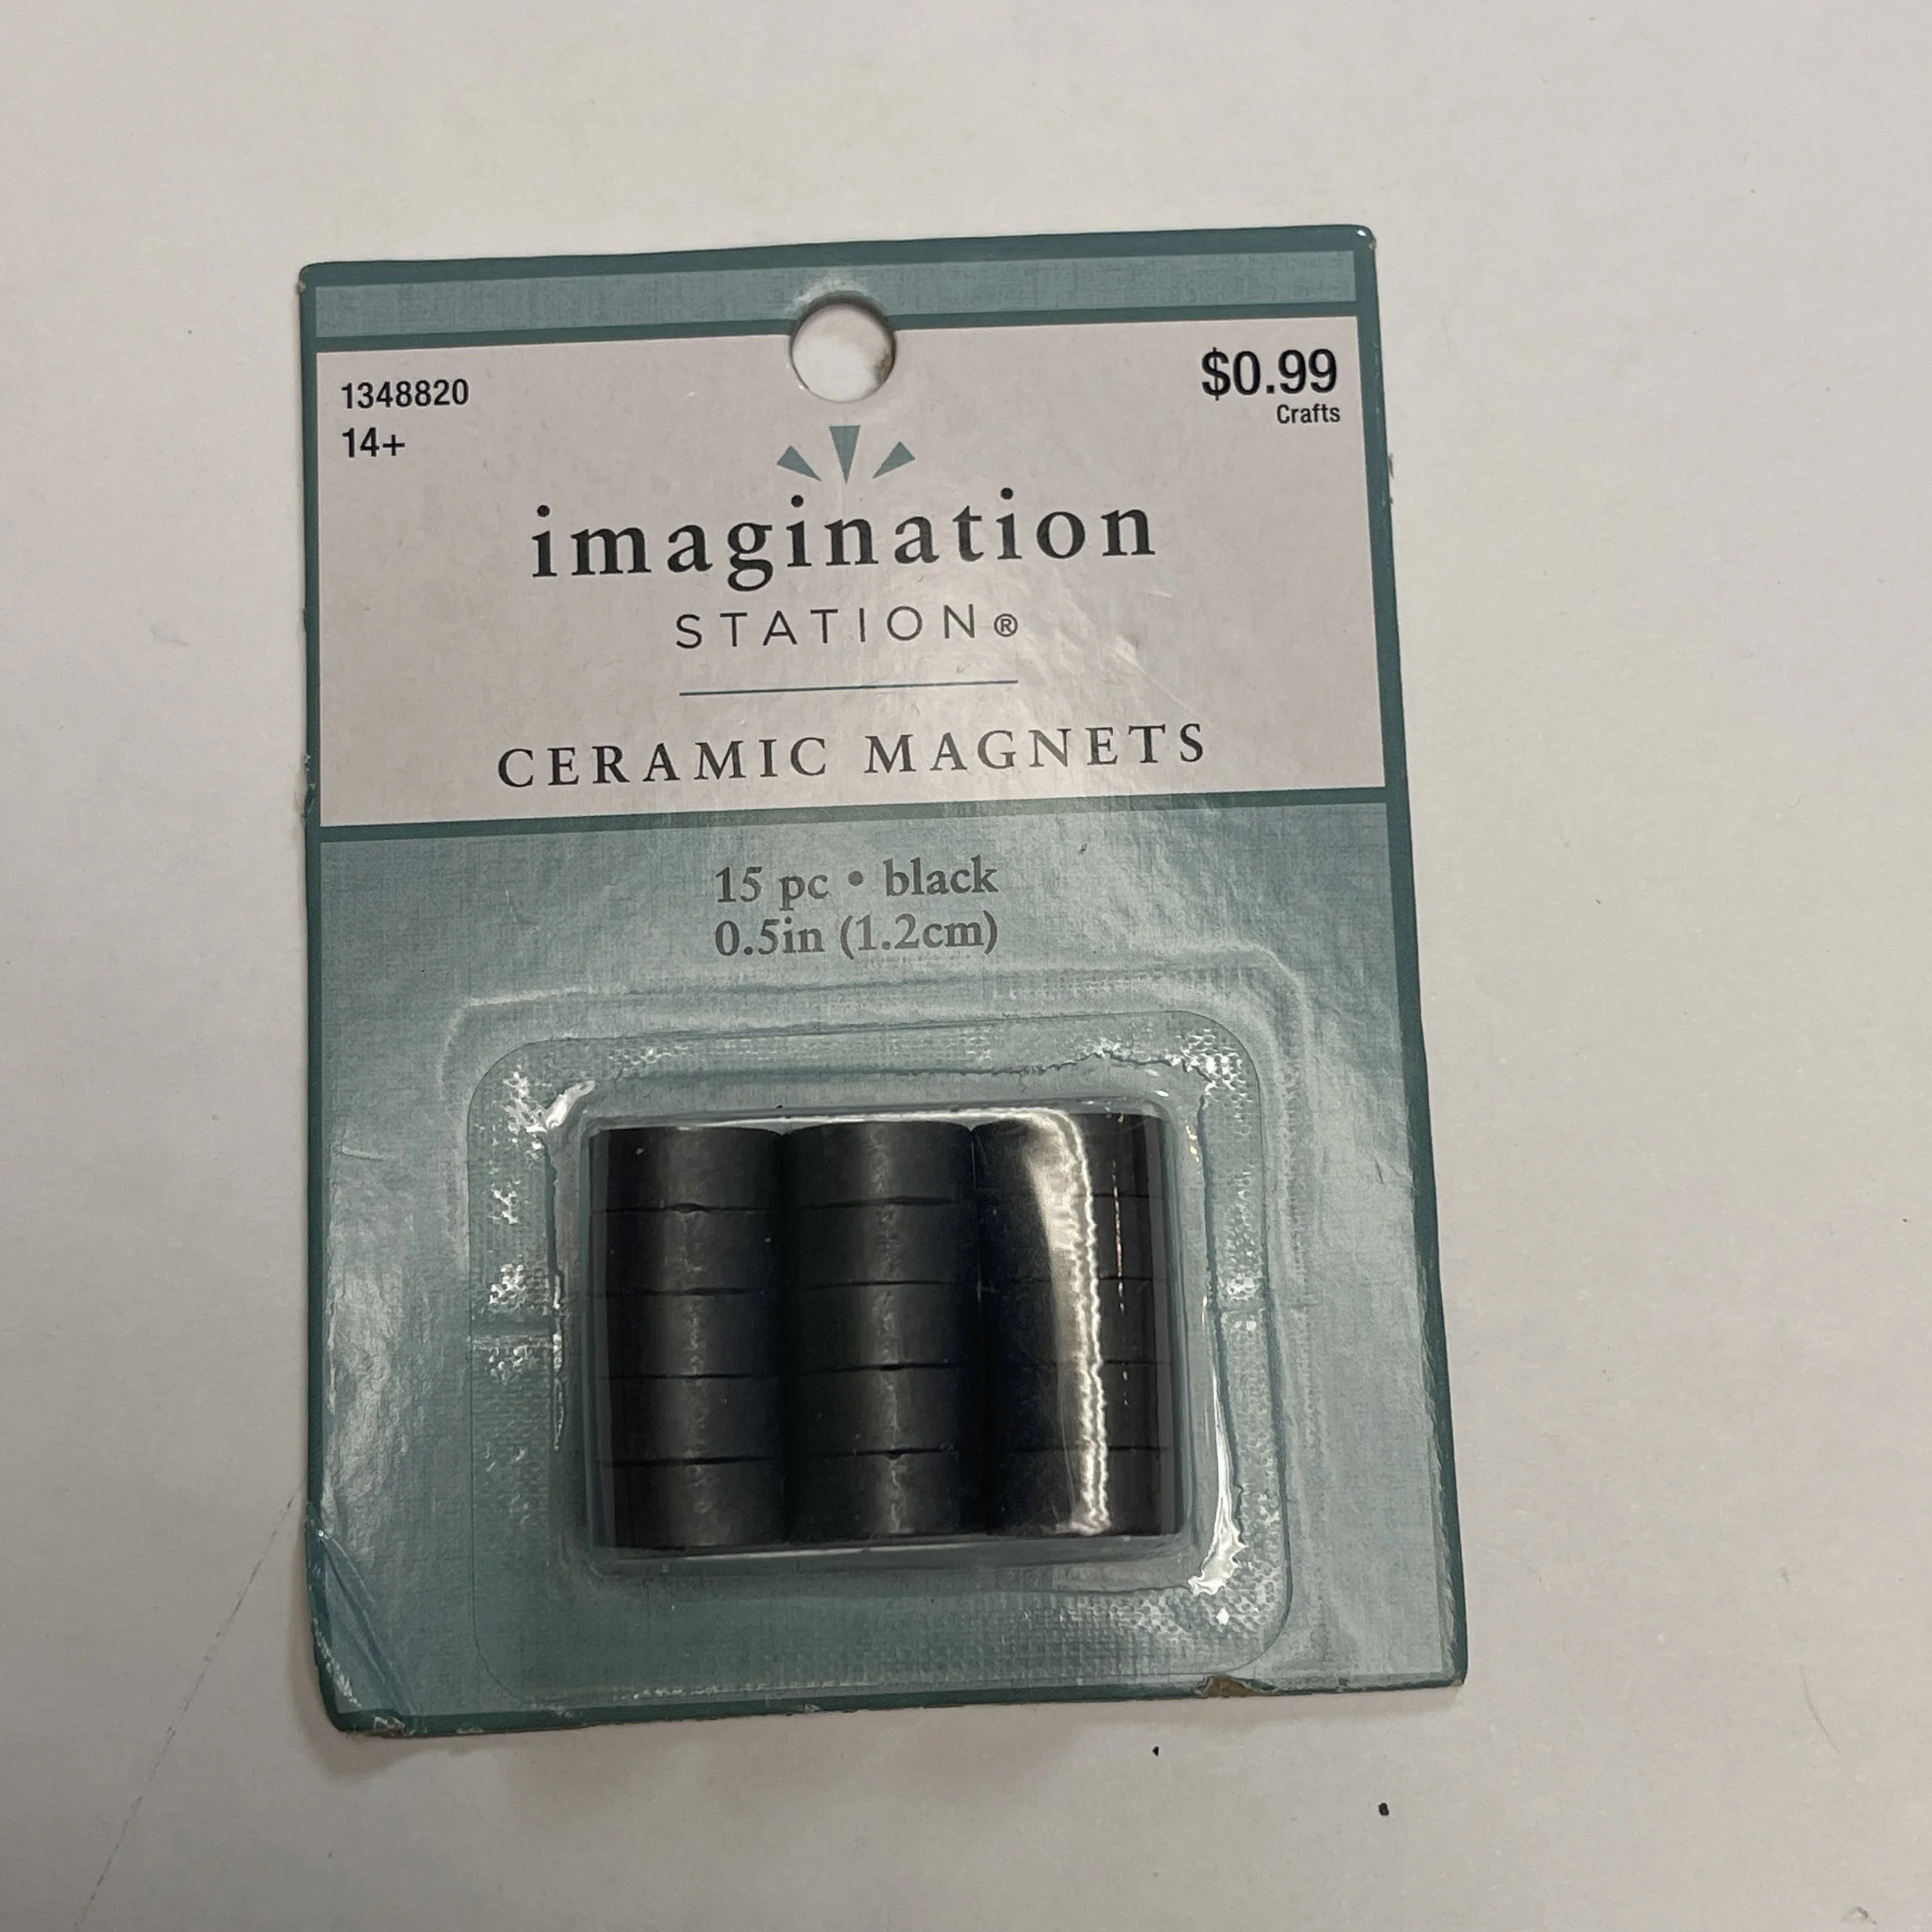 1348820
14+
$0.99
Crafts
imagination
STATION®
CERAMIC MAGNETS
15 pc • black
0.5in (1.2cm)